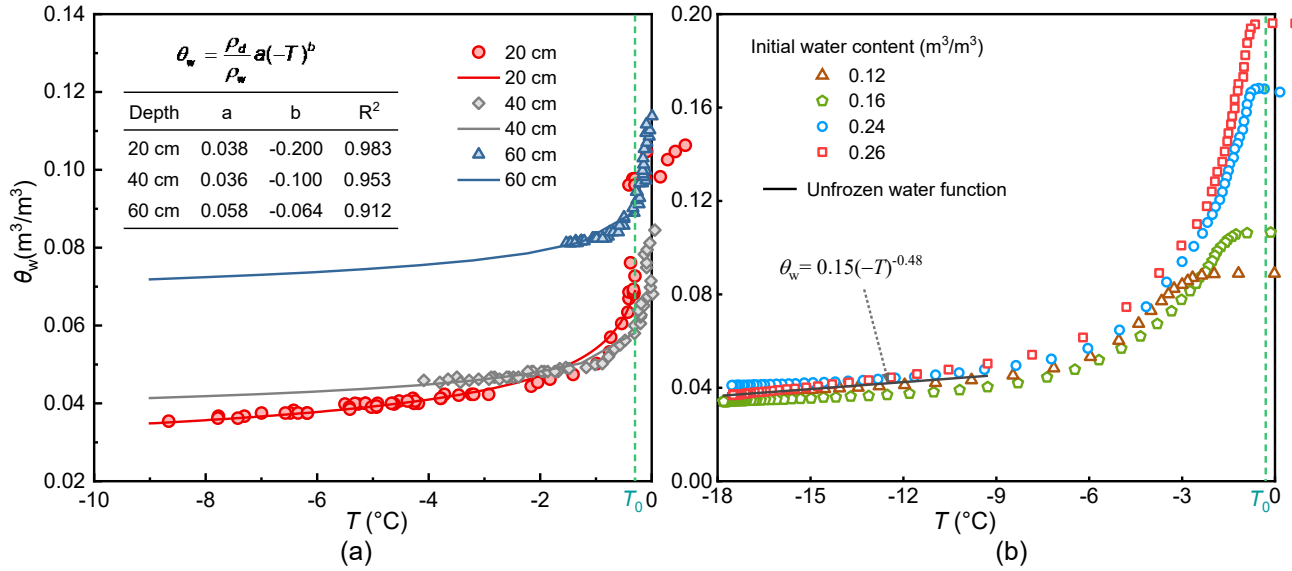 0.14
0.12
0.10
0.08
0.06
0.04
0.02
θw(m³/m³)
θw = ρd/ρw a(-T)^b
Depth a b R²
20 cm 0.038 -0.200 0.983
40 cm 0.036 -0.100 0.953
60 cm 0.058 -0.064 0.912
20 cm
20 cm
40 cm
40 cm
60 cm
60 cm
-10 -8 -6 -4 -2 T₀ 0
T (°C)
(a)
0.20
0.16
0.12
0.08
0.04
0.00
Initial water content (m³/m³)
0.12
0.16
0.24
0.26
Unfrozen water function
θw = 0.15(-T)^-0.48
-18 -15 -12 -9 -6 -3 T₀ 0
T (°C)
(b)